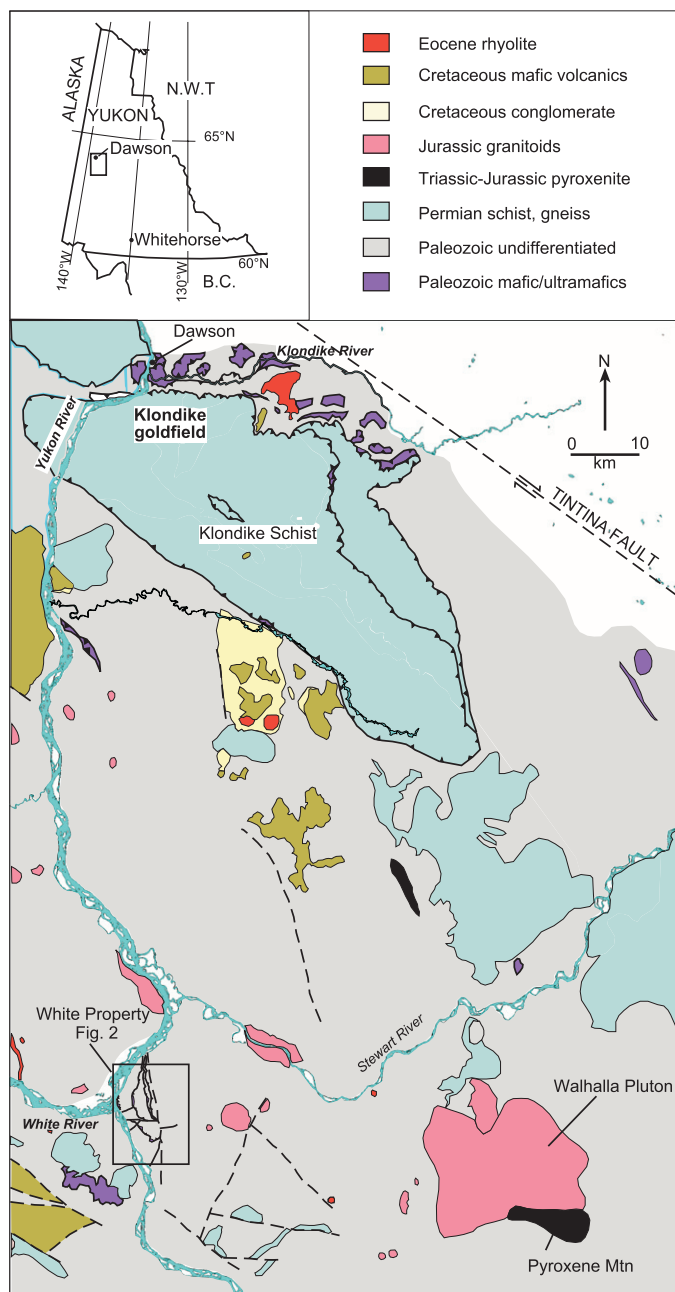 ALASKA
N.W.T
YUKON
65°N
Dawson
Whitehorse
60°N
140°W
130°W
B.C.
Eocene rhyolite
Cretaceous mafic volcanics
Cretaceous conglomerate
Jurassic granitoids
Triassic-Jurassic pyroxenite
Permian schist, gneiss
Paleozoic undifferentiated
Paleozoic mafic/ultramafics
Dawson
Klondike River
N
Klondike
goldfield
Yukon River
0 10
km
TINTINA FAULT
Klondike Schist
White Property
Fig. 2
Stewart River
Walhalla Pluton
White River
Pyroxene Mtn